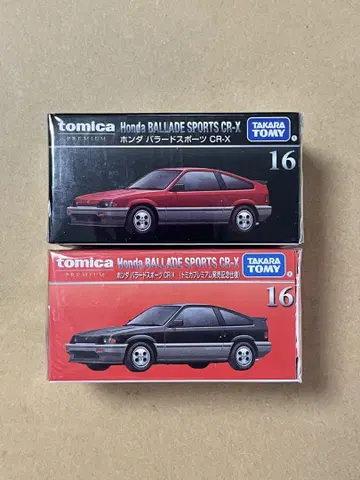 tomica
PREMIUM
Honda BALLADE SPORTS CR-X
ホンダ バラードスポーツ CR-X
TAKARA
TOMY
16
tomica
PREMIUM
Honda BALLADE SPORTS CR-X
ホンダ バラードスポーツ CR-X (トミカプレミアム発売記念仕様)
TAKARA
TOMY
16